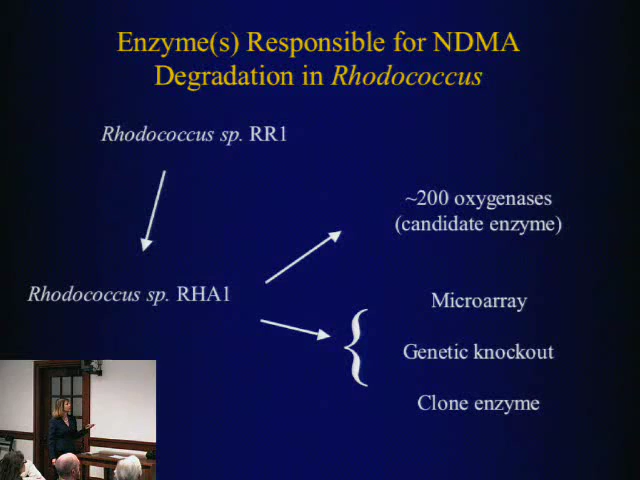 Enzyme(s) Responsible for NDMA
Degradation in Rhodococcus
Rhodococcus sp. RR1
~200 oxygenases
(candidate enzyme)
Rhodococcus sp. RHA1
Microarray
Genetic knockout
Clone enzyme